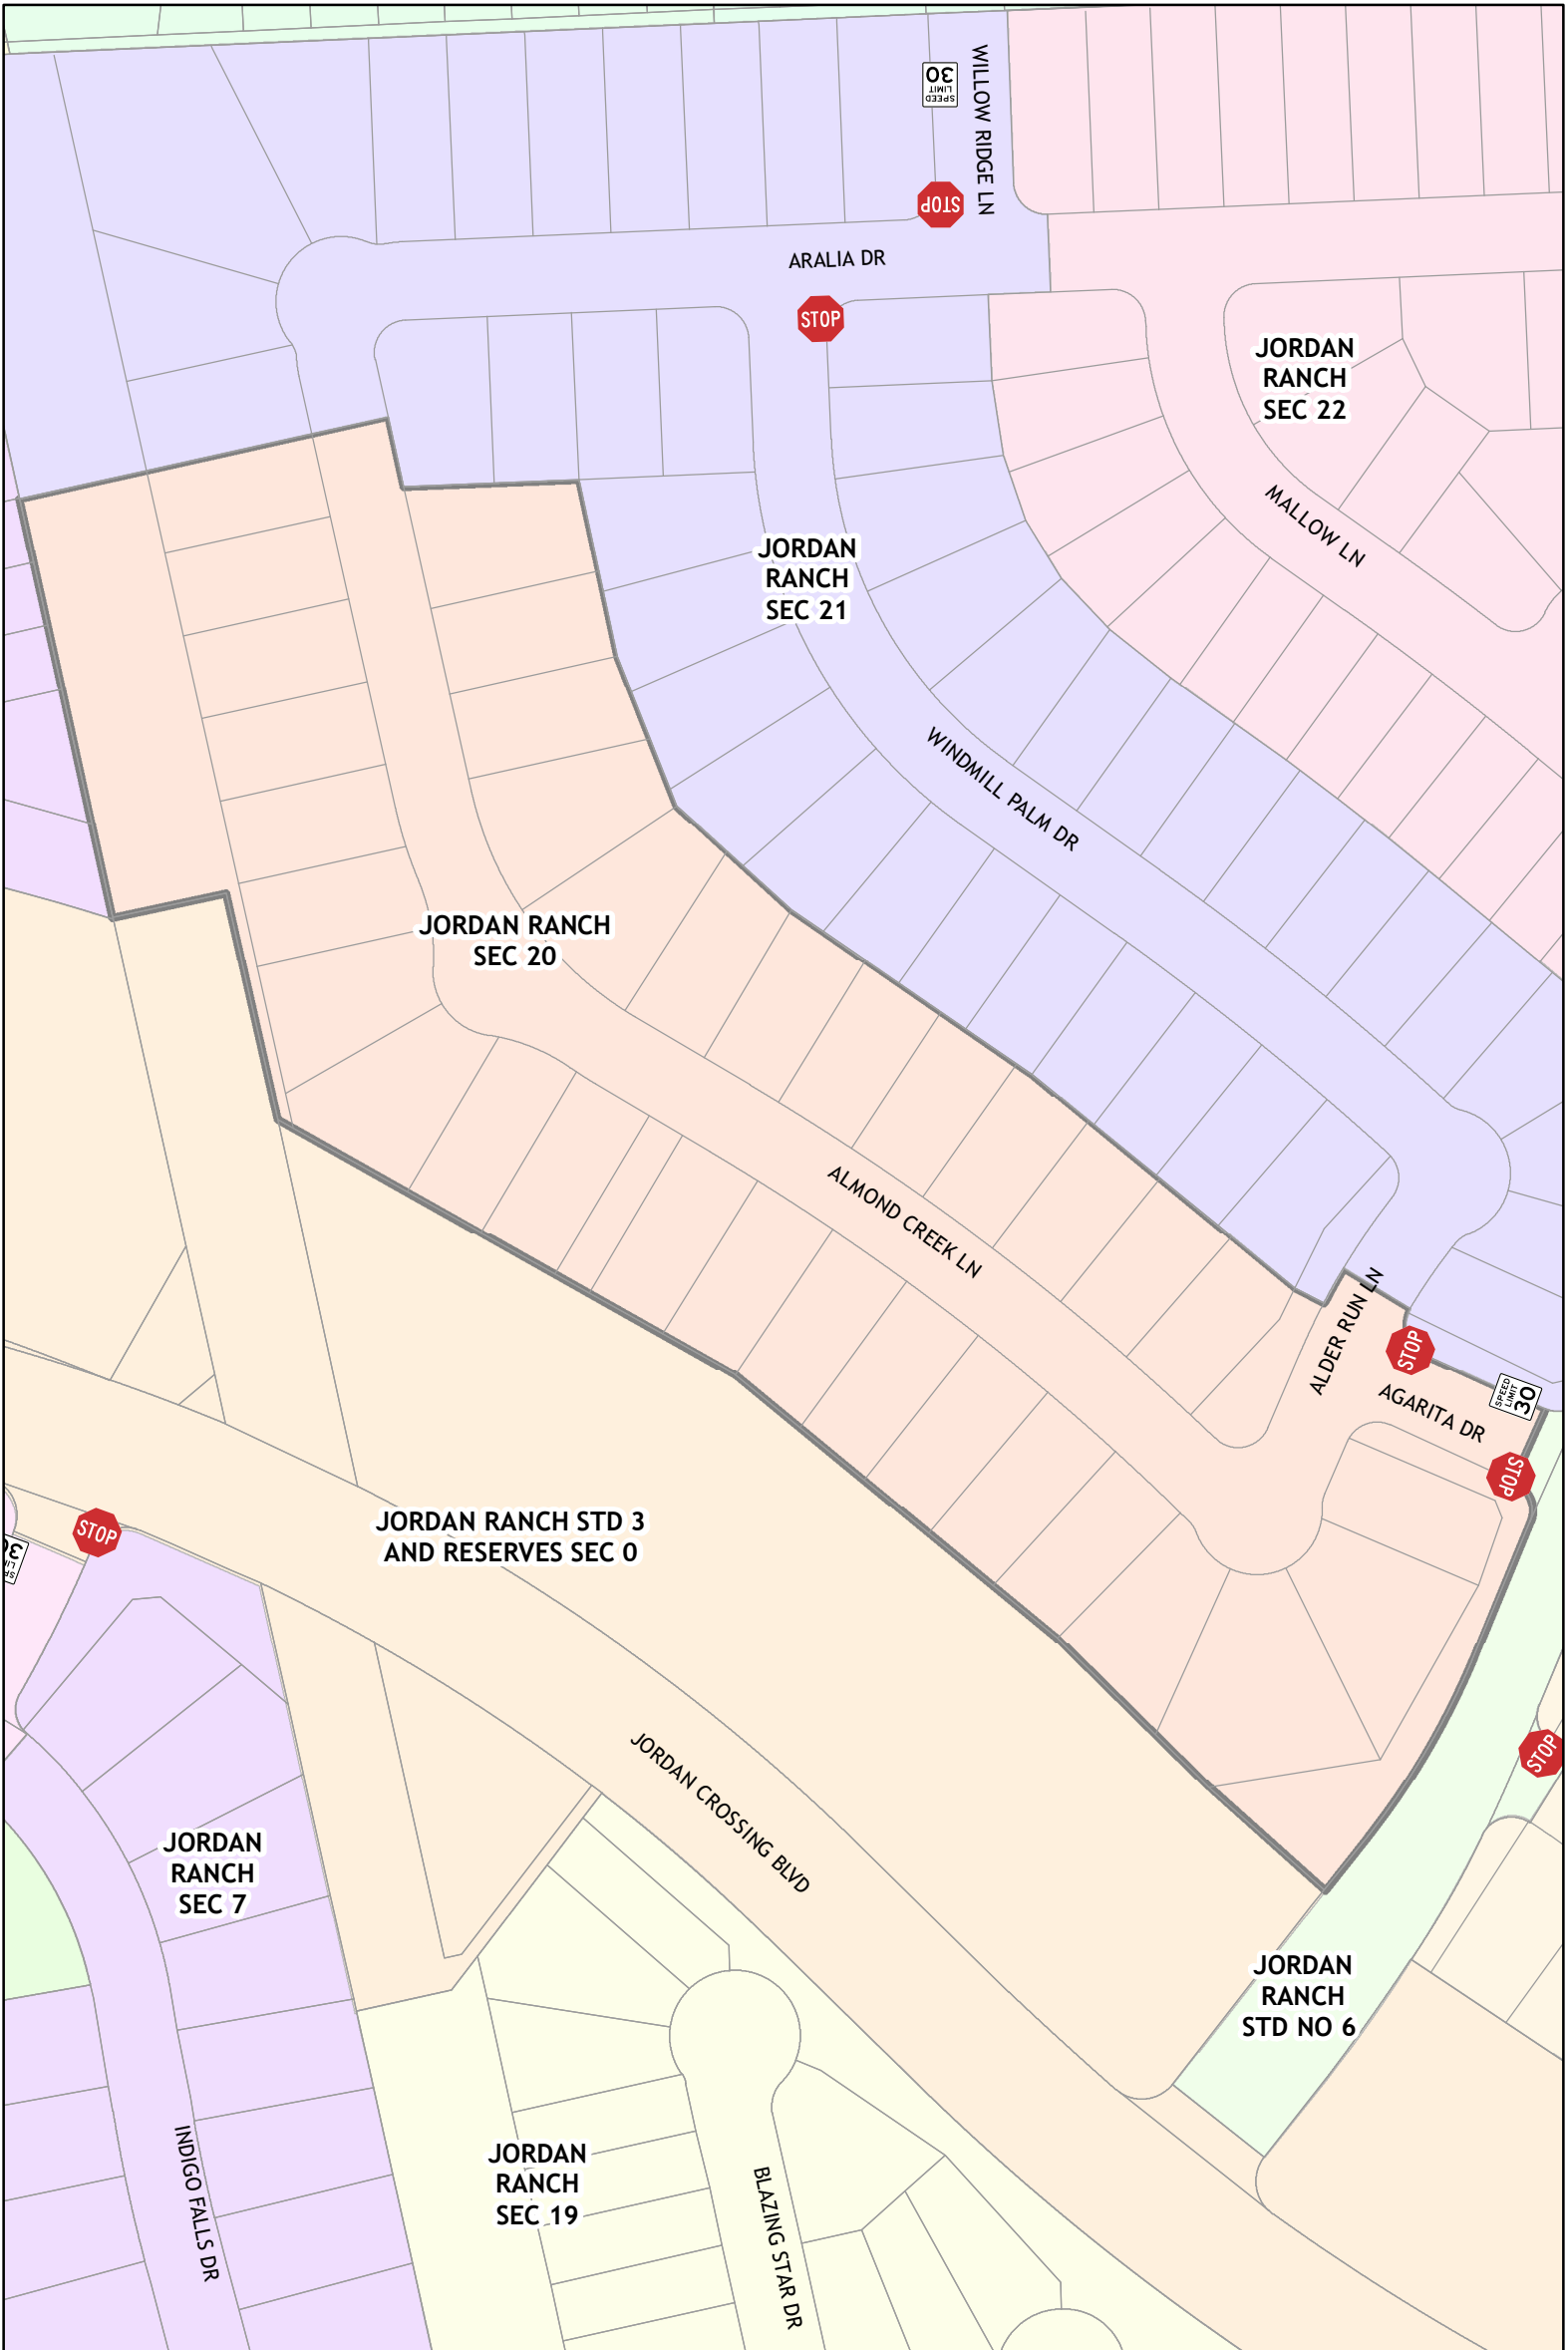 SPEED
LIMIT
30
WILLOW RIDGE LN
STOP
ARALIA DR
STOP
JORDAN
RANCH
SEC 22
MALLOW LN
JORDAN
RANCH
SEC 21
WINDMILL PALM DR
JORDAN RANCH
SEC 20
ALMOND CREEK LN
ALDER RUN LN
STOP
SPEED
LIMIT
30
AGARITA DR
STOP
JORDAN RANCH STD 3
AND RESERVES SEC 0
STOP
STOP
JORDAN CROSSING BLVD
JORDAN
RANCH
SEC 7
JORDAN
RANCH
STD NO 6
INDIGO FALLS DR
JORDAN
RANCH
SEC 19
BLAZING STAR DR